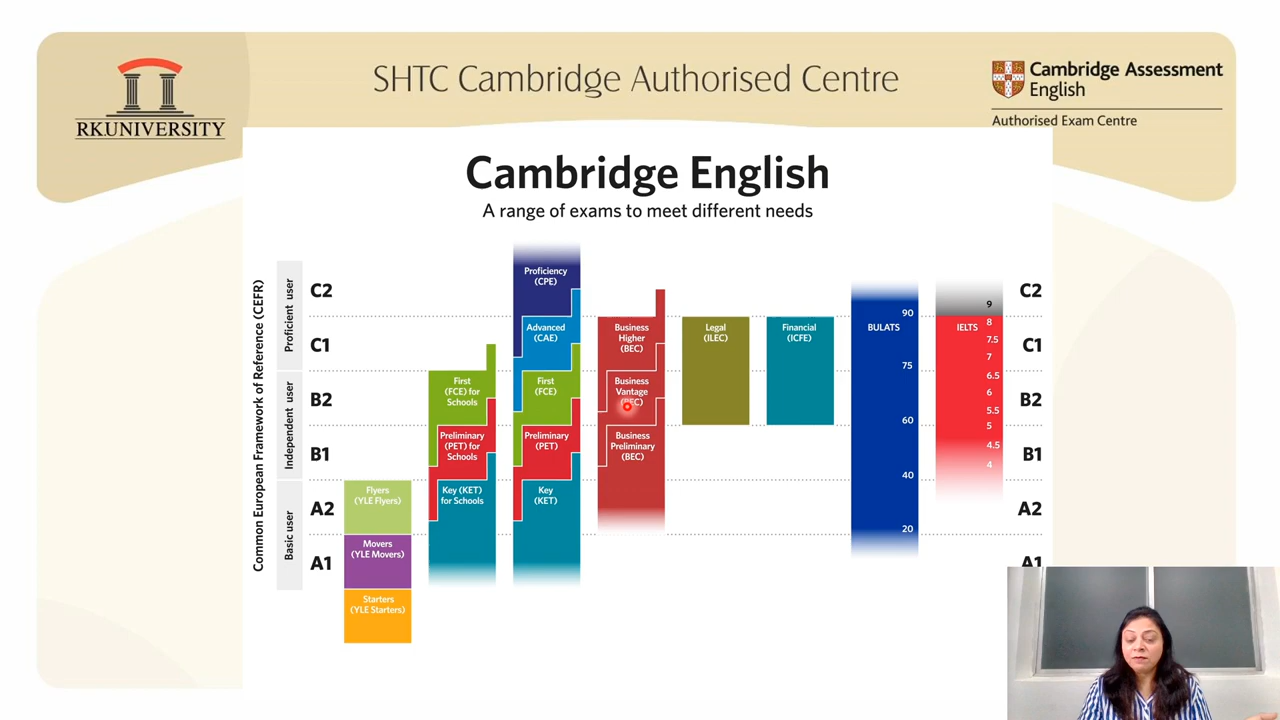 SHTC Cambridge Authorised Centre
RKUNIVERSITY
Cambridge Assessment
English
Authorised Exam Centre
Cambridge English
A range of exams to meet different needs
Common European Framework of Reference (CEFR)
Proficient user
Independent user
Basic user
C2
C1
B2
B1
A2
A1
Flyers
(YLE Flyers)
Movers
(YLE Movers)
Starters
(YLE Starters)
First
(FCE) for
Schools
Preliminary
(PET) for
Schools
Key (KET)
for Schools
Proficiency
(CPE)
Advanced
(CAE)
First
(FCE)
Preliminary
(PET)
Key
(KET)
Business
Higher
(BEC)
Business
Vantage
(BEC)
Business
Preliminary
(BEC)
Legal
(ILEC)
Financial
(ICFE)
BULATS
90
75
60
40
20
IELTS
9
8
7.5
7
6.5
6
5.5
5
4.5
4
C2
C1
B2
B1
A2
A1